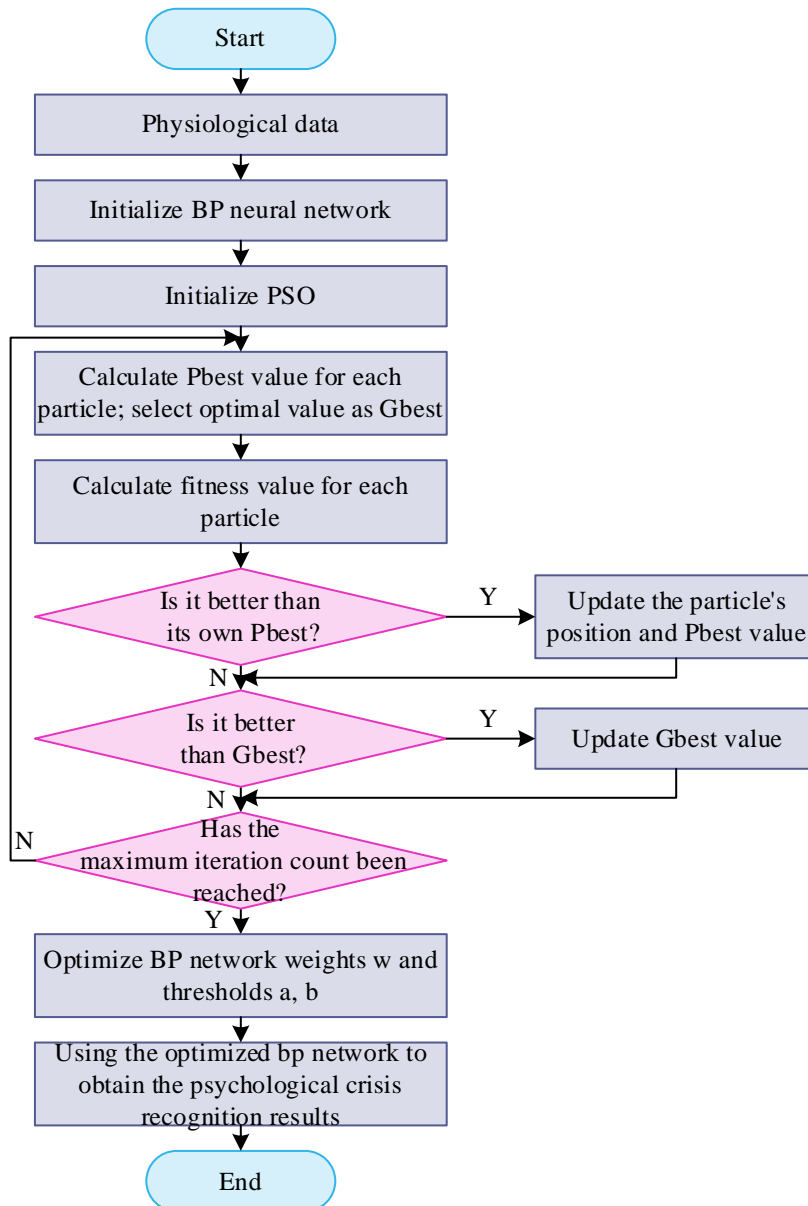 Start
Physiological data
Initialize BP neural network
Initialize PSO
Calculate Pbest value for each
particle; select optimal value as Gbest
Calculate fitness value for each
particle
Is it better than
its own Pbest?
Y
Update the particle's
position and Pbest value
N
Is it better
than Gbest?
Y
Update Gbest value
N
Has the
maximum iteration count been
reached?
N
Y
Optimize BP network weights w and
thresholds a, b
Using the optimized bp network to
obtain the psychological crisis
recognition results
End